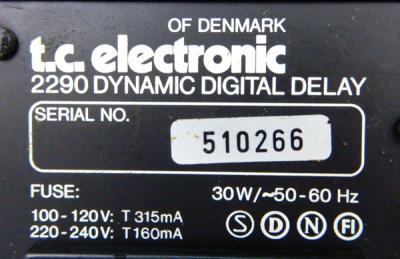 OF DENMARK
t.c. electronic
2290 DYNAMIC DIGITAL DELAY
SERIAL NO.
510266
FUSE: 30W/~50-60 Hz
100-120V: T 315mA
220-240V: T 160mA S D N FI